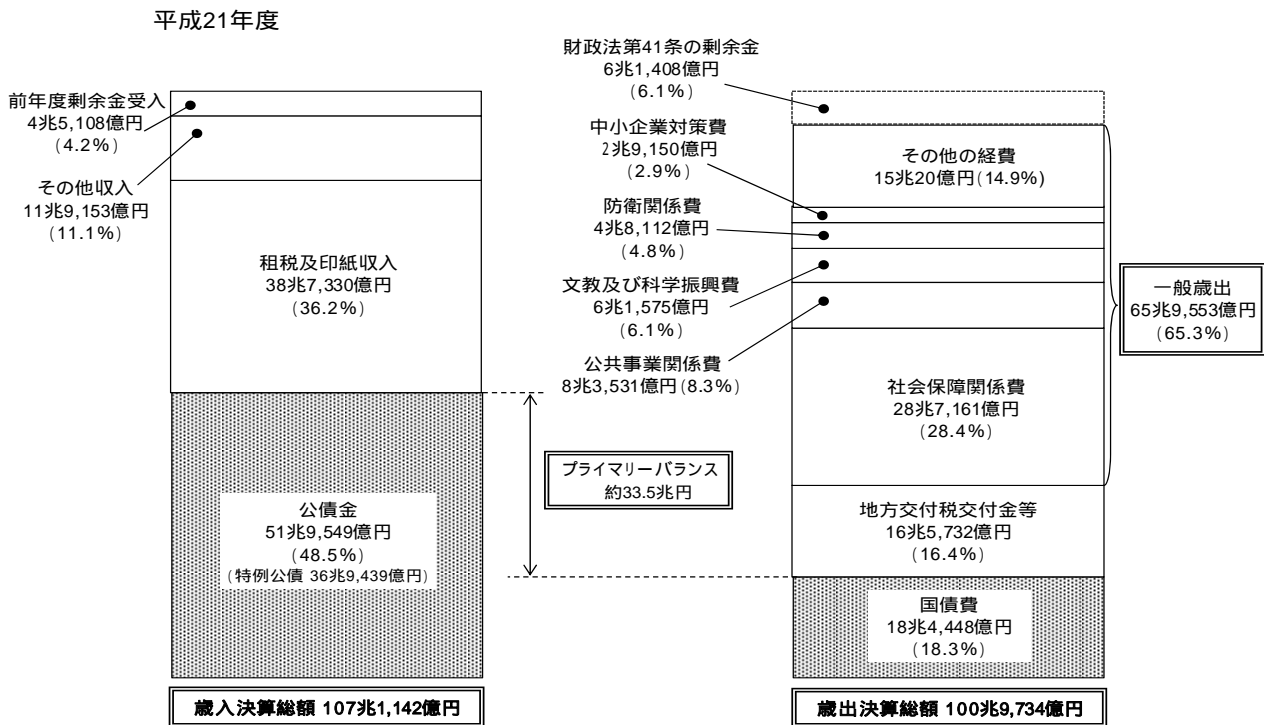 平成21年度
前年度剰余金受入
4兆5,108億円
(4.2%)
その他収入
11兆9,153億円
(11.1%)
租税及印紙収入
38兆7,330億円
(36.2%)
公債金
51兆9,549億円
(48.5%)
(特例公債 36兆9,439億円)
歳入決算総額 107兆1,142億円
プライマリーバランス
約33.5兆円
財政法第41条の剰余金
6兆1,408億円
(6.1%)
中小企業対策費
2兆9,150億円
(2.9%)
防衛関係費
4兆8,112億円
(4.8%)
文教及び科学振興費
6兆1,575億円
(6.1%)
公共事業関係費
8兆3,531億円(8.3%)
その他の経費
15兆20億円(14.9%)
社会保障関係費
28兆7,161億円
(28.4%)
地方交付税交付金等
16兆5,732億円
(16.4%)
国債費
18兆4,448億円
(18.3%)
歳出決算総額 100兆9,734億円
一般歳出
65兆9,553億円
(65.3%)